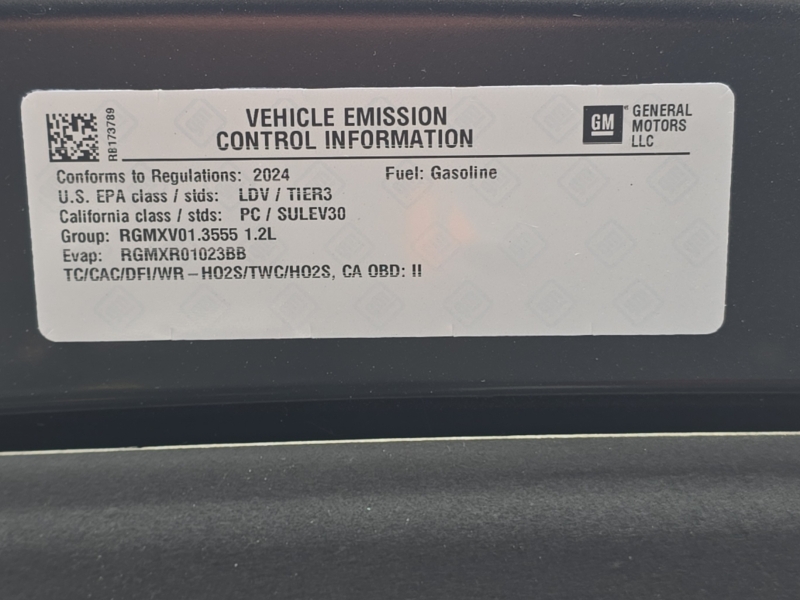 RB173789
VEHICLE EMISSION
CONTROL INFORMATION
GM
GENERAL
MOTORS
LLC
Conforms to Regulations: 2024 Fuel: Gasoline
U.S. EPA class / stds: LDV / TIER3
California class / stds: PC / SULEV30
Group: RGMXV01.3555 1.2L
Evap: RGMXR01023BB
TC/CAC/DFI/WR – HO2S/TWC/HO2S, CA OBD: II